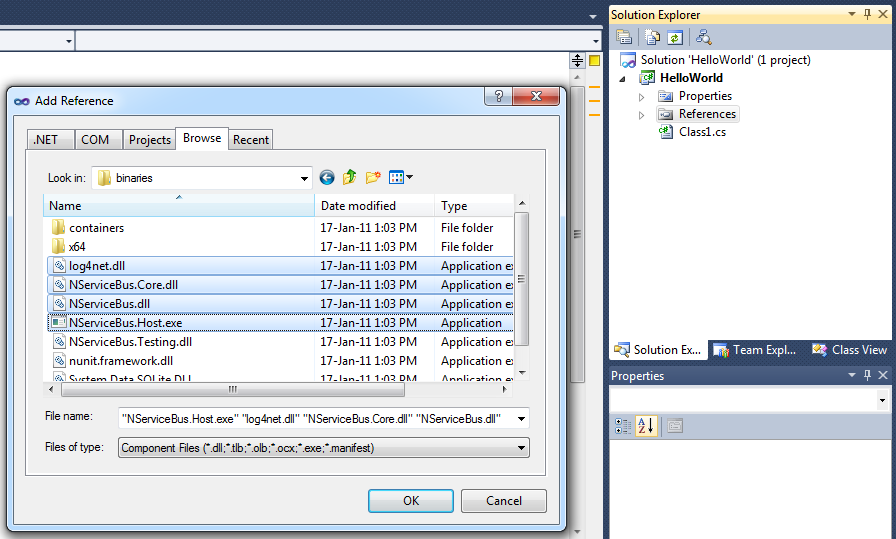 Solution Explorer
Solution 'HelloWorld' (1 project)
HelloWorld
Properties
References
Class1.cs
Add Reference
.NET COM Projects Browse Recent
Look in: binaries
Name Date modified Type
containers 17-Jan-11 1:03 PM File folder
x64 17-Jan-11 1:03 PM File folder
log4net.dll 17-Jan-11 1:03 PM Application ex
NServiceBus.Core.dll 17-Jan-11 1:03 PM Application ex
NServiceBus.dll 17-Jan-11 1:03 PM Application ex
NServiceBus.Host.exe 17-Jan-11 1:03 PM Application
NServiceBus.Testing.dll 17-Jan-11 1:03 PM Application ex
nunit.framework.dll 17-Jan-11 1:03 PM Application ex
System.Data.SQLite.DLL 17-Jan-11 1:03 PM Application ex
File name: "NServiceBus.Host.exe" "log4net.dll" "NServiceBus.Core.dll" "NServiceBus.dll"
Files of type: Component Files (*.dll;*.tlb;*.olb;*.ocx;*.exe;*.manifest)
OK Cancel
Solution Ex... Team Expl... Class View
Properties